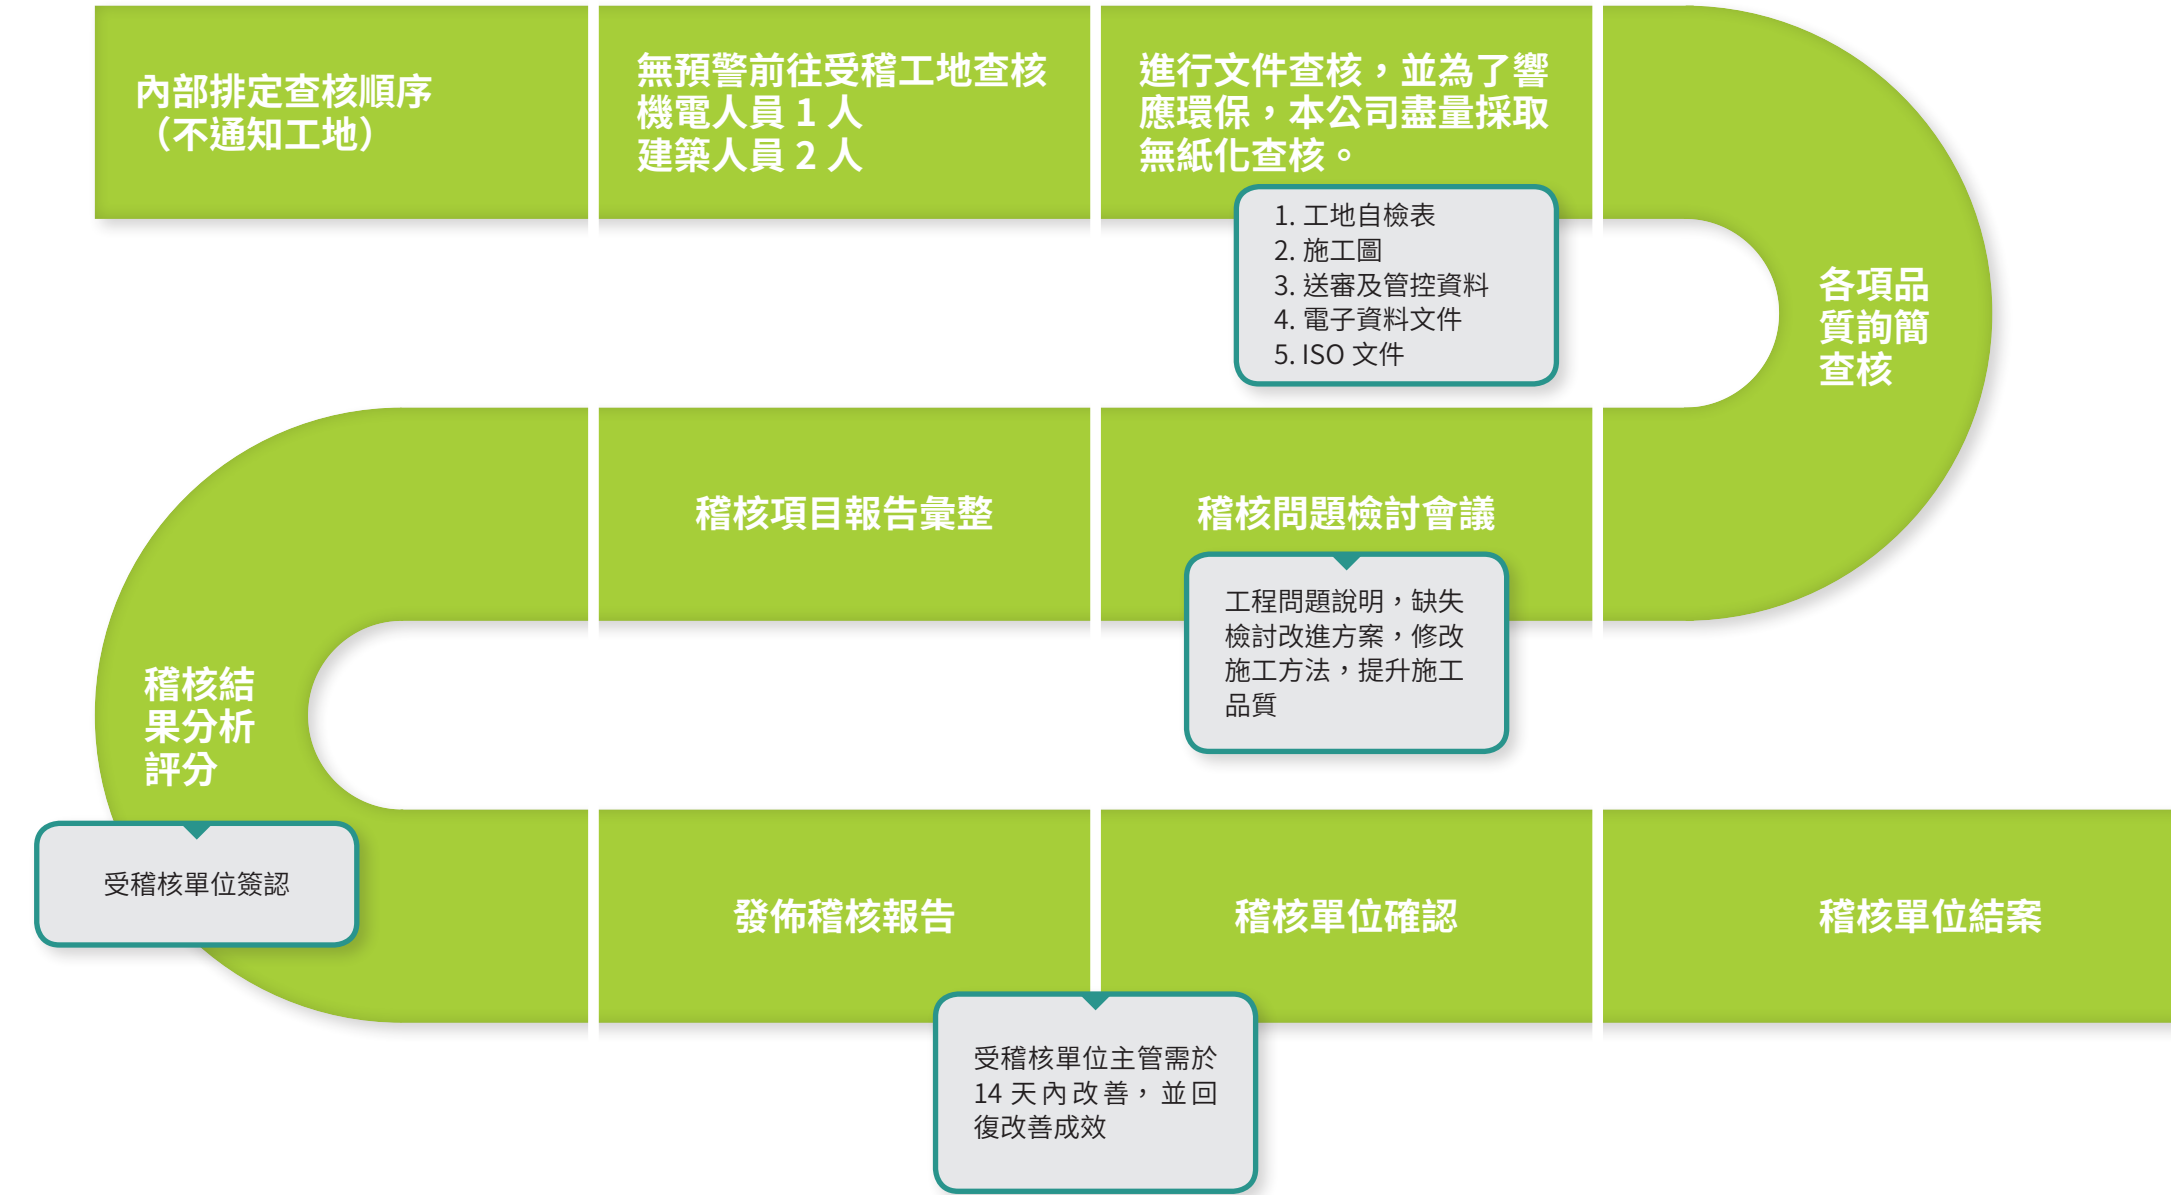 內部排定查核順序
（不通知工地）
無預警前往受稽工地查核
機電人員 1 人
建築人員 2 人
進行文件查核，並為了響
應環保，本公司盡量採取
無紙化查核。
1. 工地自檢表
2. 施工圖
3. 送審及管控資料
4. 電子資料文件
5. ISO 文件
各項品
質詢簡
查核
稽核問題檢討會議
工程問題說明，缺失
檢討改進方案，修改
施工方法，提升施工
品質
稽核項目報告彙整
稽核結
果分析
評分
受稽核單位簽認
發佈稽核報告
受稽核單位主管需於
14 天內改善，並回
復改善成效
稽核單位確認
稽核單位結案